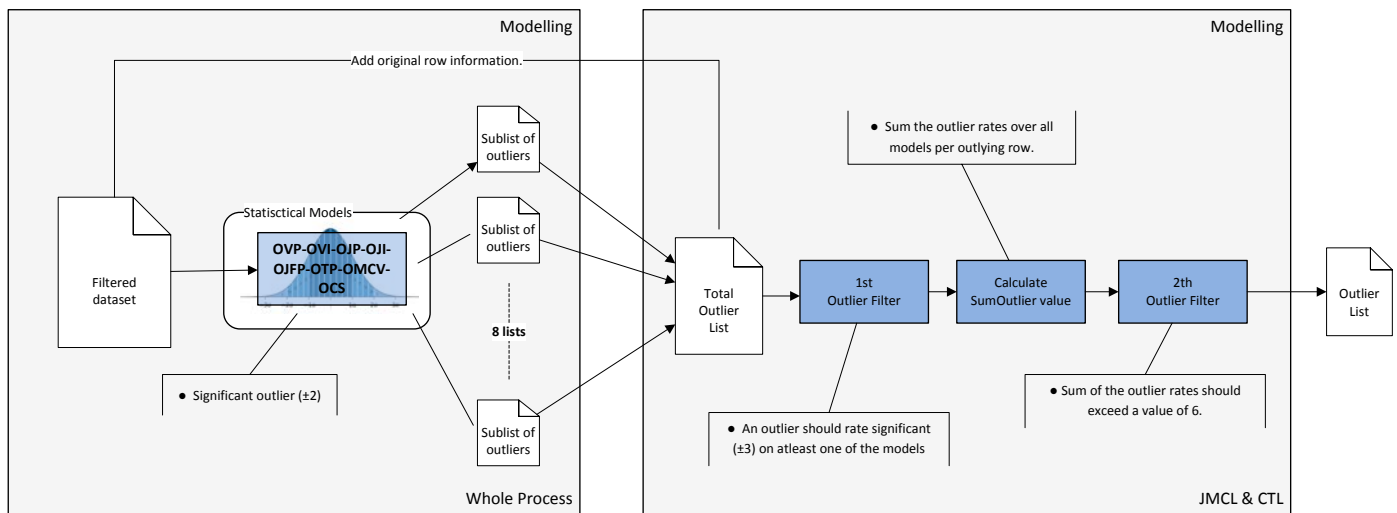 Modelling
Modelling
Add original row information.
Sublist of
outliers
● Sum the outlier rates over all
models per outlying row.
Statisctical Models
Sublist of
outliers
OVP-OVI-OJP-OJI-
OJFP-OTP-OMCV-
OCS
Filtered
dataset
Total
Outlier
List
1st
Outlier Filter
Calculate
SumOutlier value
2th
Outlier Filter
Outlier
List
8 lists
● Significant outlier (±2)
● Sum of the outlier rates should
exceed a value of 6.
Sublist of
outliers
● An outlier should rate significant
(±3) on atleast one of the models
Whole Process
JMCL & CTL